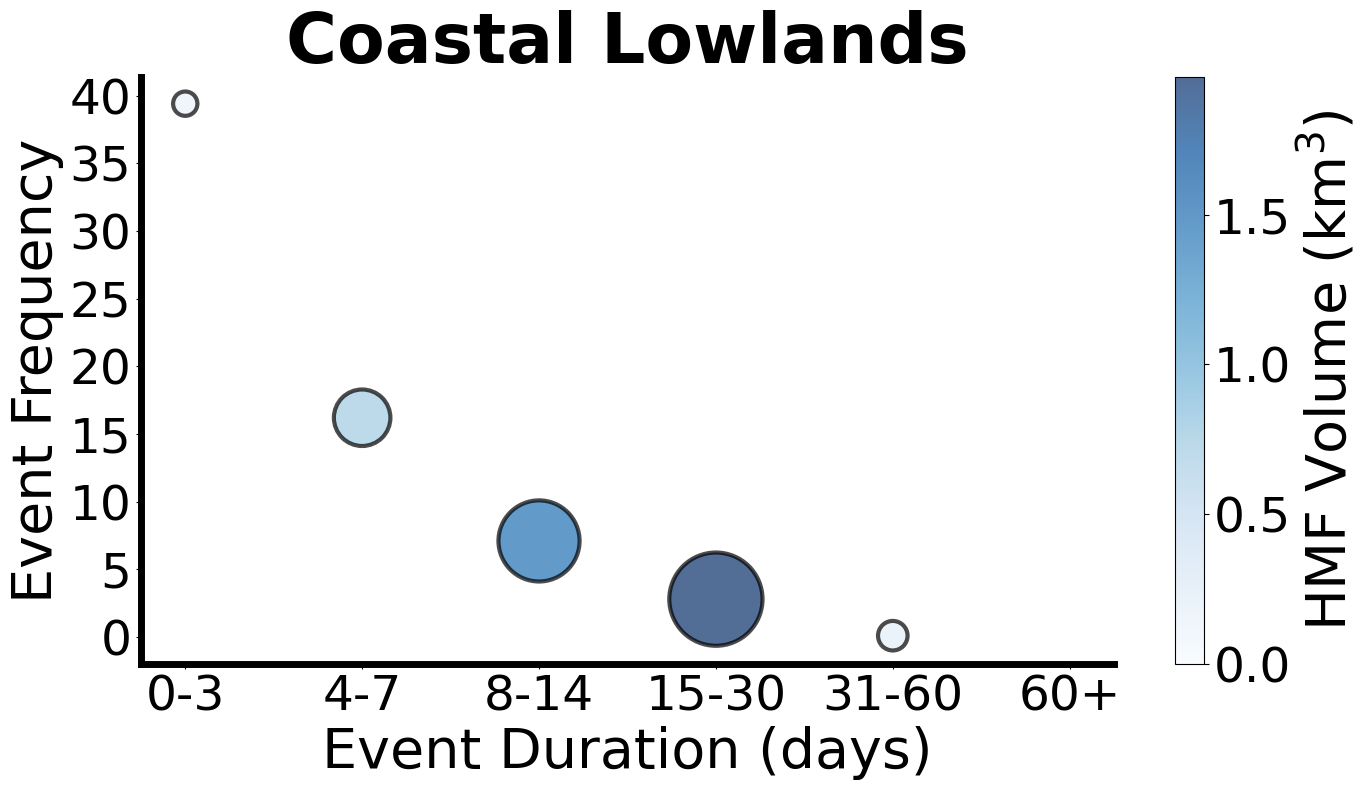 Coastal Lowlands
Event Frequency
40
35
30
25
20
15
10
5
0
0-3 4-7 8-14 15-30 31-60 60+
Event Duration (days)
1.5
1.0
0.5
0.0
HMF Volume (km³)